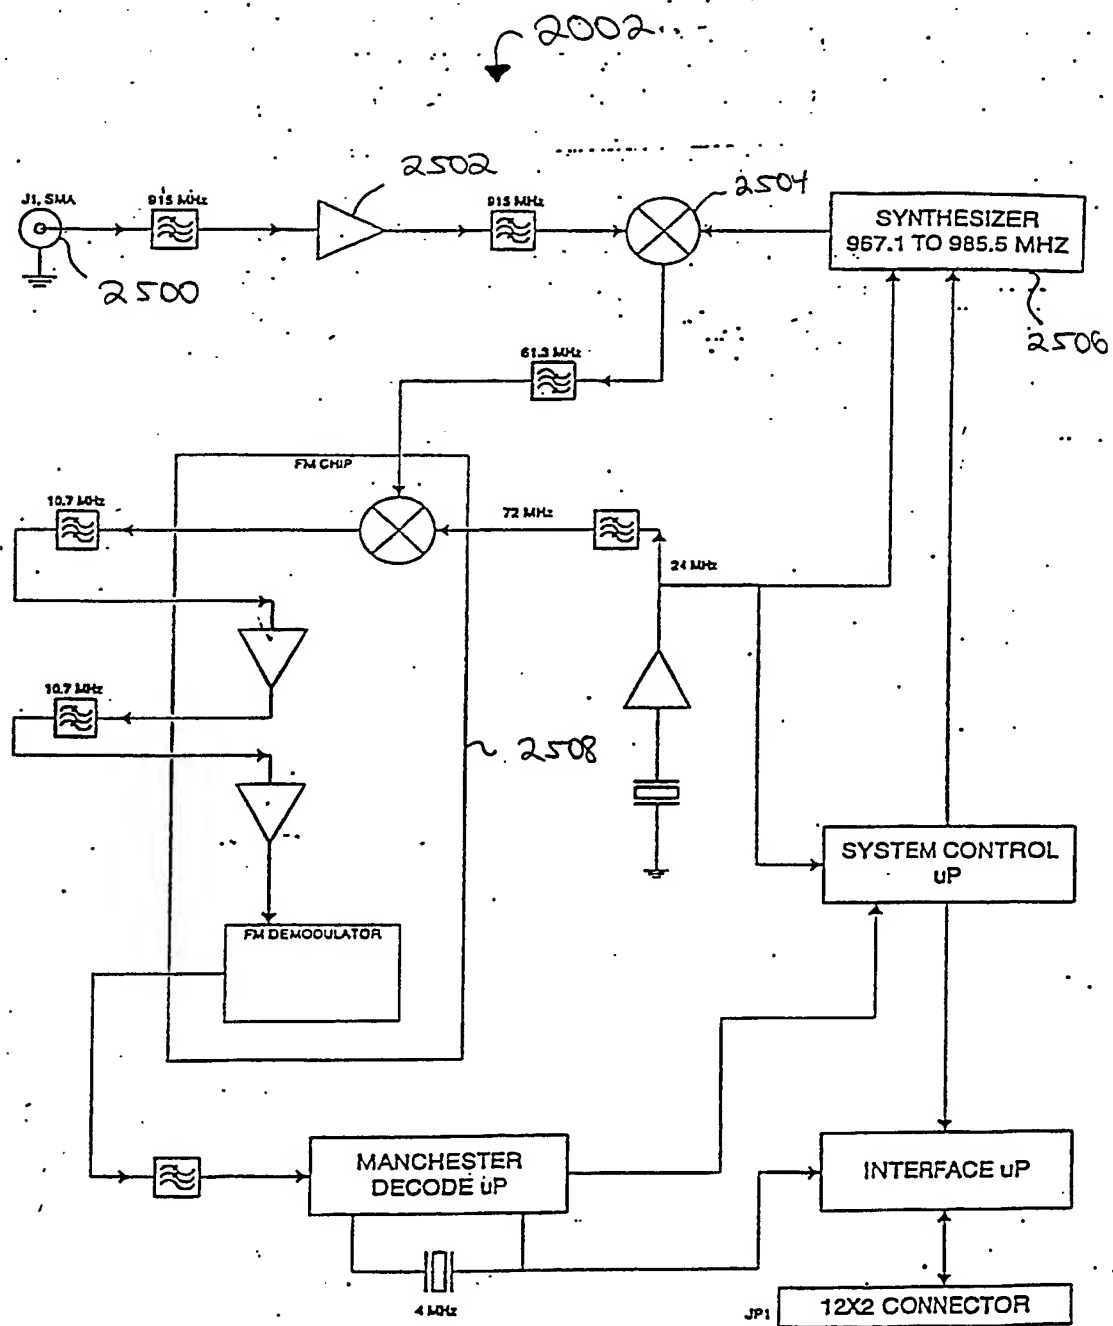 2002
2502
2504
J1, SMA
915 MHz
915 MHz
SYNTHESIZER
967.1 TO 985.5 MHZ
2500
2506
61.3 MHz
FM CHIP
10.7 MHz
72 MHz
24 MHz
10.7 MHz
2508
SYSTEM CONTROL
uP
FM DEMODULATOR
MANCHESTER
DECODE uP
INTERFACE uP
4 MHz
JP1
12X2 CONNECTOR